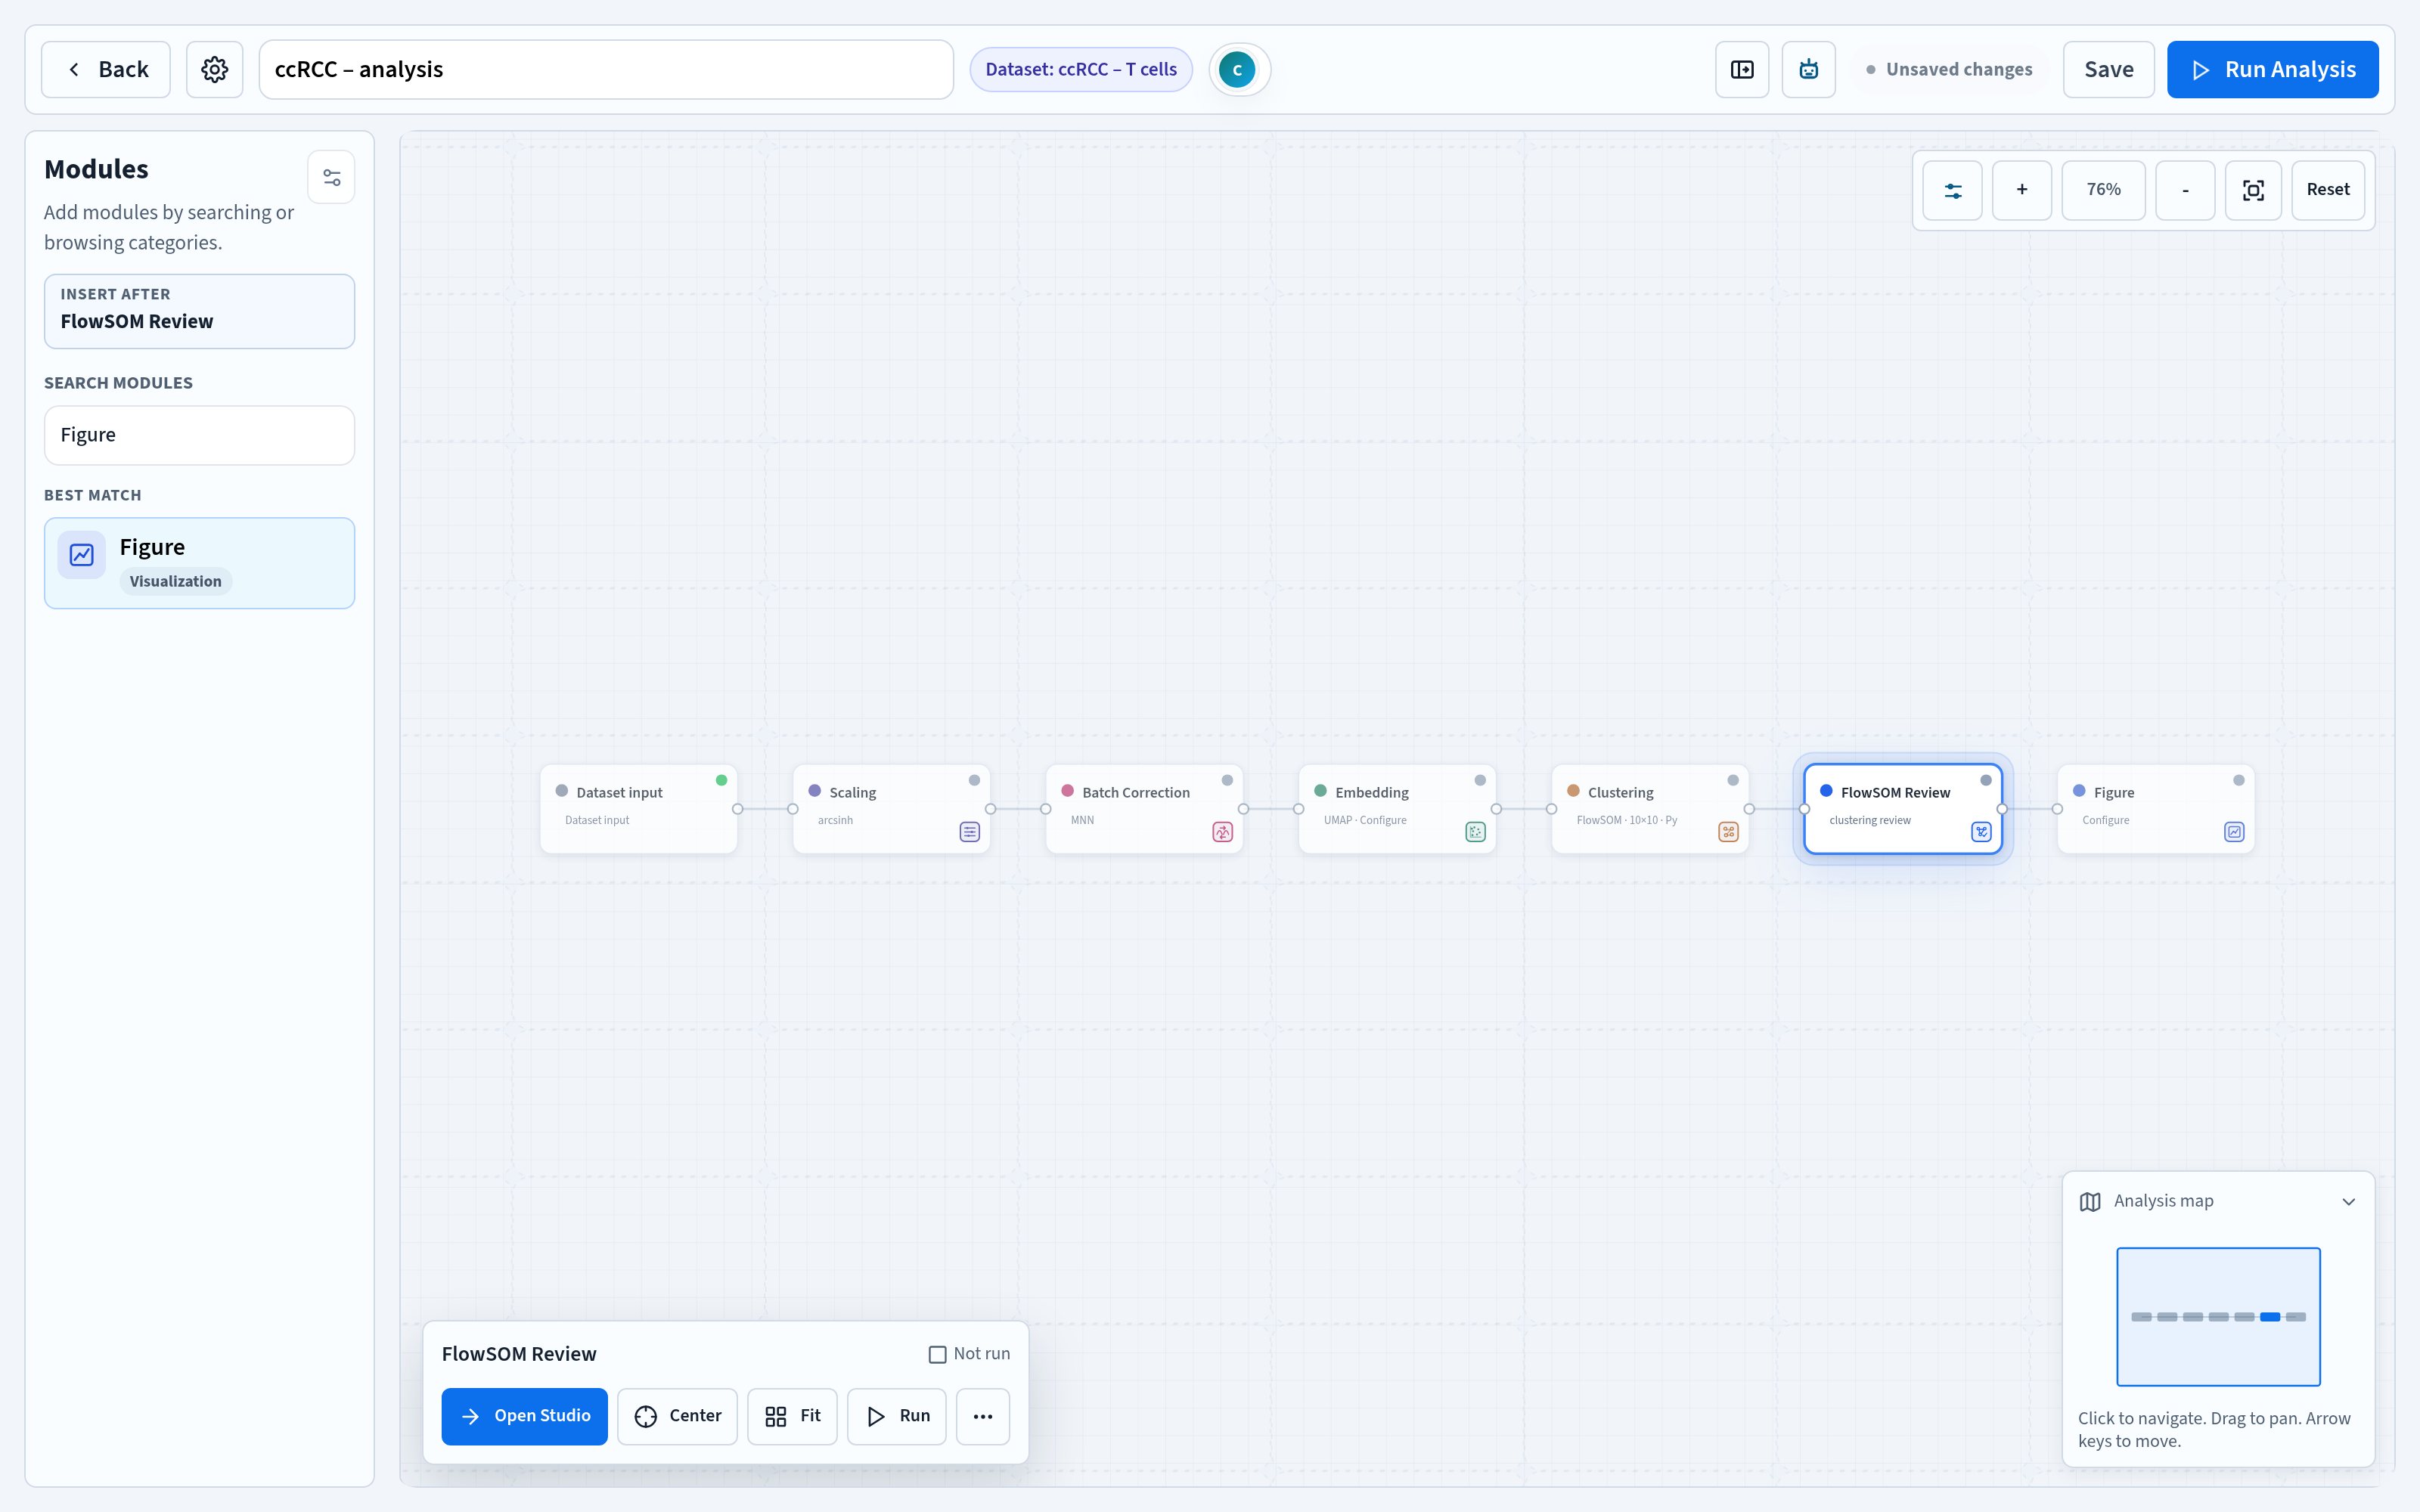 Back
ccRCC – analysis
Dataset: ccRCC – T cells
C
Unsaved changes
Save
Run Analysis
Modules
Add modules by searching or
browsing categories.
INSERT AFTER
FlowSOM Review
SEARCH MODULES
Figure
BEST MATCH
Figure
Visualization
+
76%
-
Reset
Dataset input
Dataset input
Scaling
arcsinh
Batch Correction
MNN
Embedding
UMAP · Configure
Clustering
FlowSOM · 10×10 · Py
FlowSOM Review
clustering review
Figure
Configure
FlowSOM Review
Not run
Open Studio
Center
Fit
Run
Analysis map
Click to navigate. Drag to pan. Arrow
keys to move.